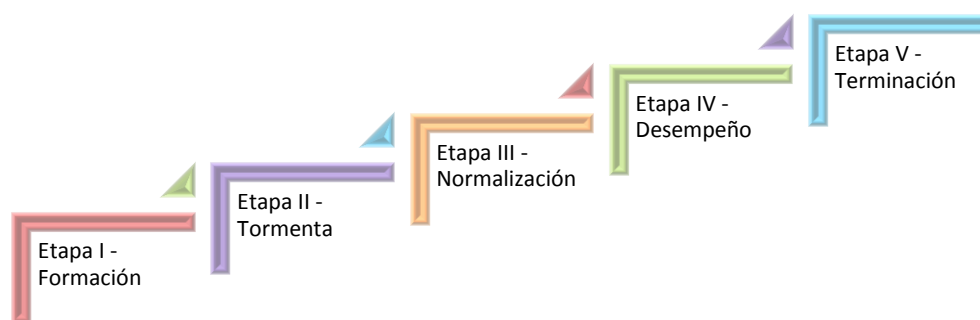 Etapa I -
Formación
Etapa II -
Tormenta
Etapa III -
Normalización
Etapa IV -
Desempeño
Etapa V -
Terminación